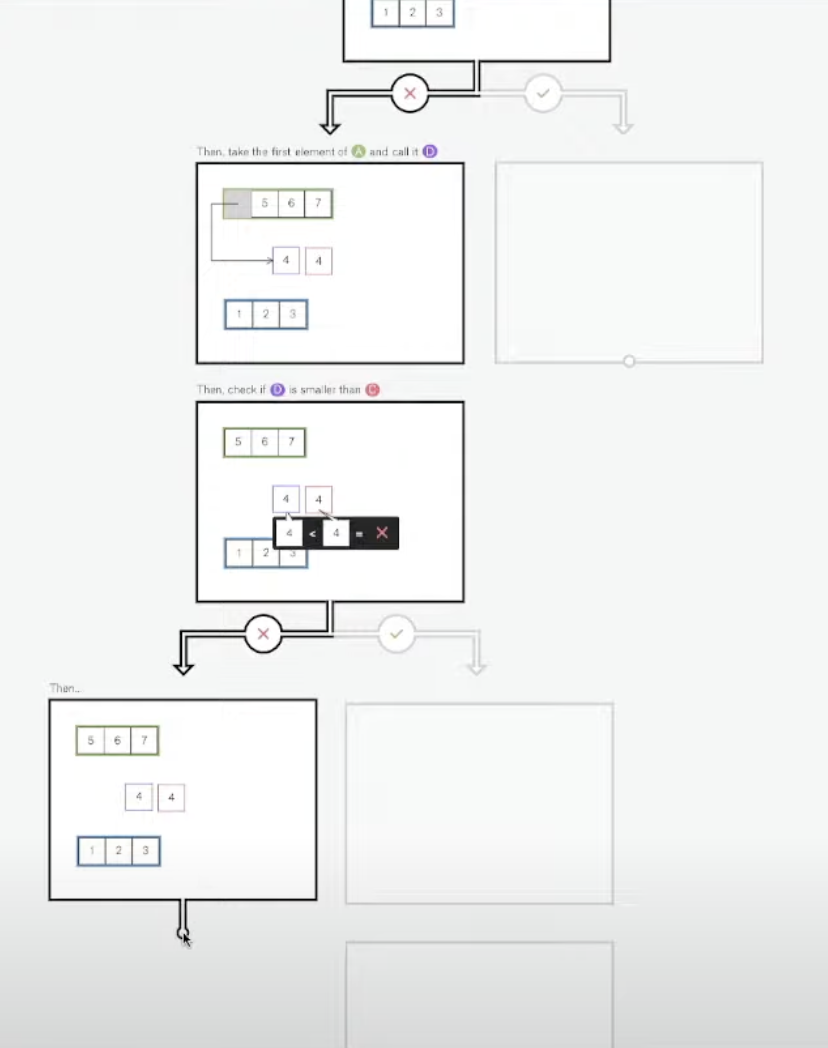 1 2 3
Then, take the first element of A and call it D
5 6 7
4 4
1 2 3
Then, check if D is smaller than C
5 6 7
4 4
4 < 4 =
1 2 3
Then...
5 6 7
4 4
1 2 3